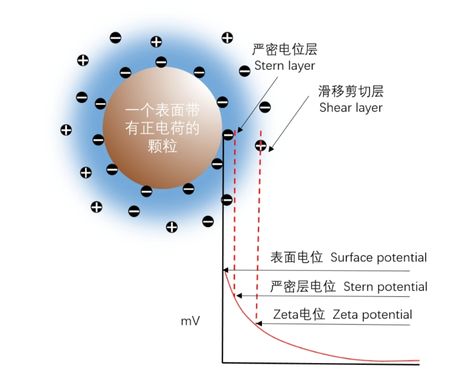 严密电位层
Stern layer
滑移剪切层
Shear layer
一个表面带
有正电荷的
颗粒
表面电位 Surface potential
严密层电位 Stern potential
Zeta电位 Zeta potential
mV